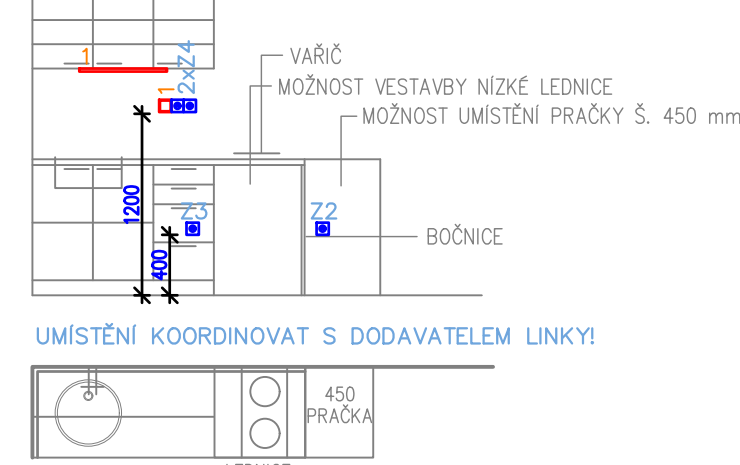 VAŘIČ
1
2xZ4
MOŽNOST VESTAVBY NÍZKÉ LEDNICE
1
MOŽNOST UMÍSTĚNÍ PRAČKY Š. 450 mm
1200
Z3
Z2
BOČNICE
400
UMÍSTĚNÍ KOORDINOVAT S DODAVATELEM LINKY!
450
PRAČKA